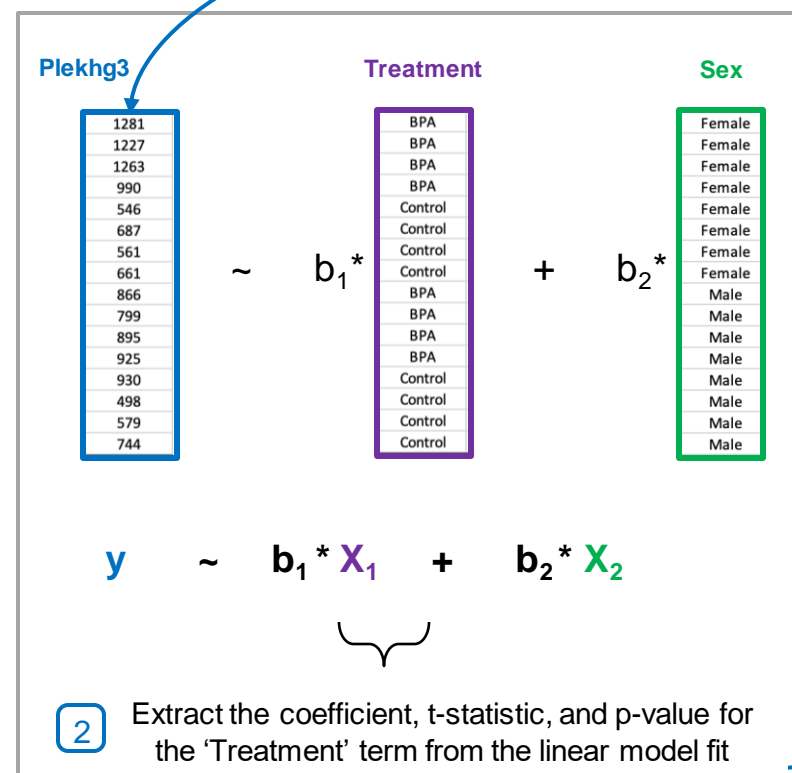 Plekhg3 Treatment Sex
1281 BPA Female
1227 BPA Female
1263 BPA Female
990 BPA Female
546 Control Female
687 Control Female
561 Control Female
661 ~ b₁* Control + b₂* Female
866 BPA Male
799 BPA Male
895 BPA Male
925 BPA Male
930 Control Male
498 Control Male
579 Control Male
744 Control Male
y ~ b₁* X₁ + b₂* X₂
2 Extract the coefficient, t-statistic, and p-value for
the ‘Treatment’ term from the linear model fit